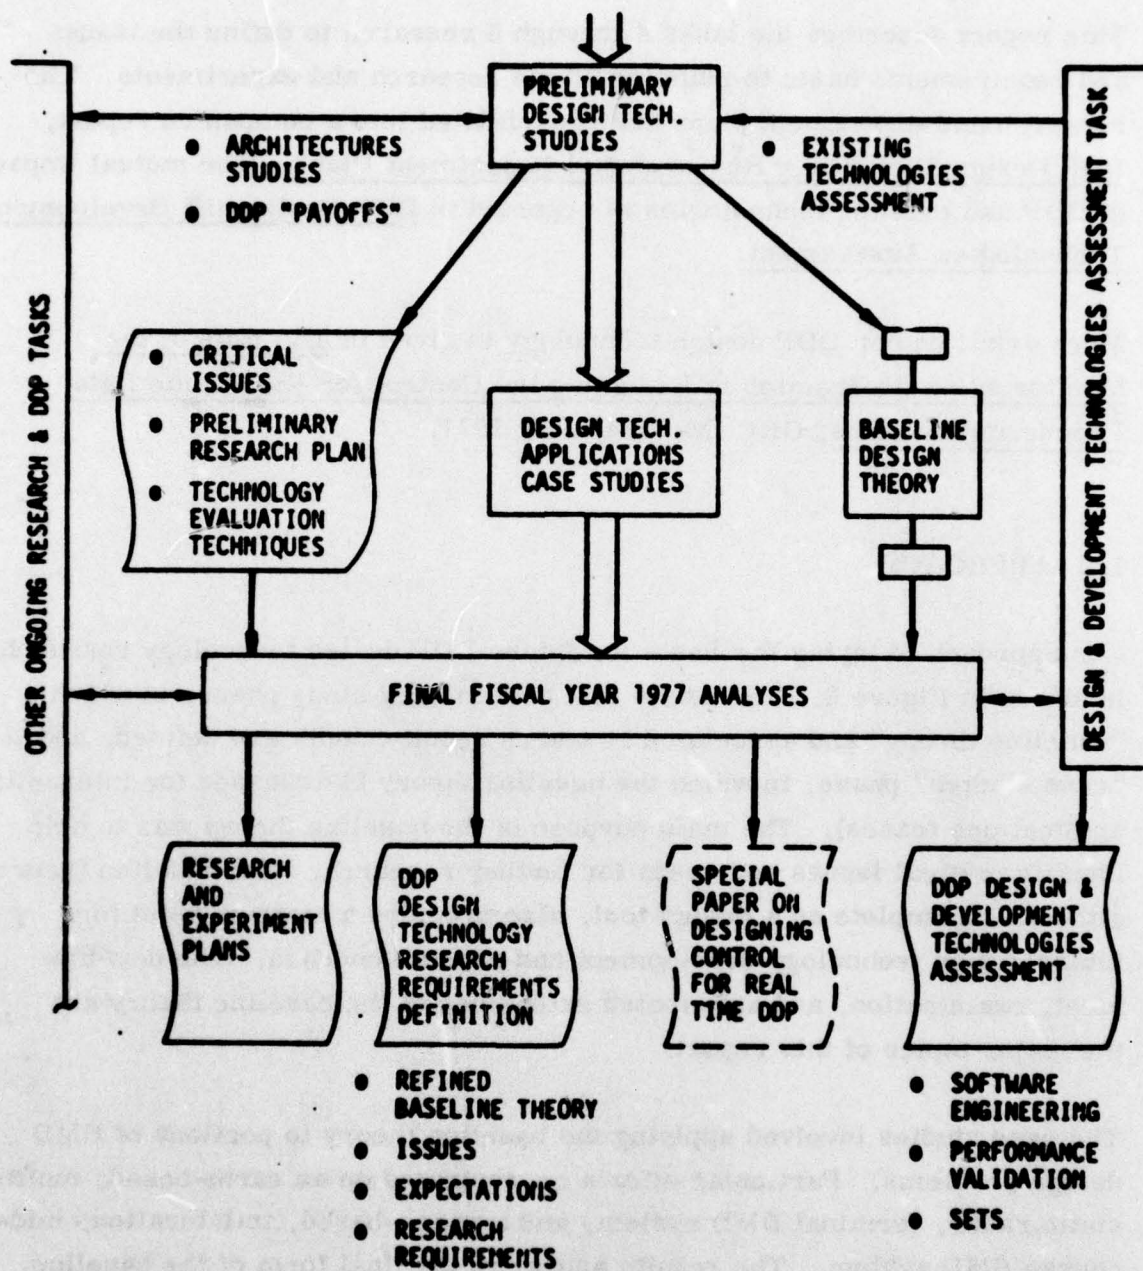 PRELIMINARY
DESIGN TECH.
STUDIES
● ARCHITECTURES
STUDIES
● DDP "PAYOFFS"
● EXISTING
TECHNOLOGIES
ASSESSMENT
OTHER ONGOING RESEARCH & DDP TASKS
DESIGN & DEVELOPMENT TECHNOLOGIES ASSESSMENT TASK
● CRITICAL
ISSUES
● PRELIMINARY
RESEARCH PLAN
● TECHNOLOGY
EVALUATION
TECHNIQUES
DESIGN TECH.
APPLICATIONS
CASE STUDIES
BASELINE
DESIGN
THEORY
FINAL FISCAL YEAR 1977 ANALYSES
RESEARCH
AND
EXPERIMENT
PLANS
DDP
DESIGN
TECHNOLOGY
RESEARCH
REQUIREMENTS
DEFINITION
SPECIAL
PAPER ON
DESIGNING
CONTROL
FOR REAL
TIME DDP
DDP DESIGN &
DEVELOPMENT
TECHNOLOGIES
ASSESSMENT
● REFINED
BASELINE THEORY
● ISSUES
● EXPECTATIONS
● RESEARCH
REQUIREMENTS
● SOFTWARE
ENGINEERING
● PERFORMANCE
VALIDATION
● SETS